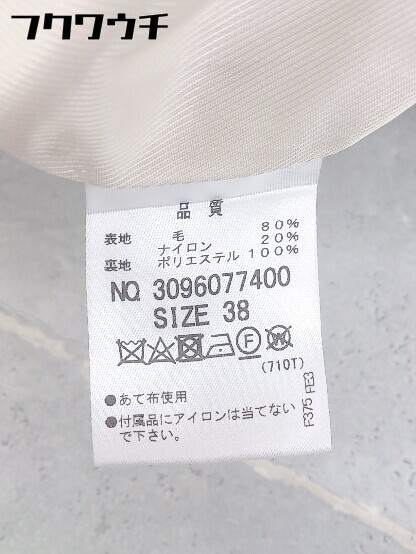 フクワウチ
品質
表地 毛 80%
ナイロン 20%
裏地 ポリエステル 100%
NO. 3096077400
SIZE 38
(710T)
●あて布使用
●付属品にアイロンは当てない
で下さい。
F375 FE3